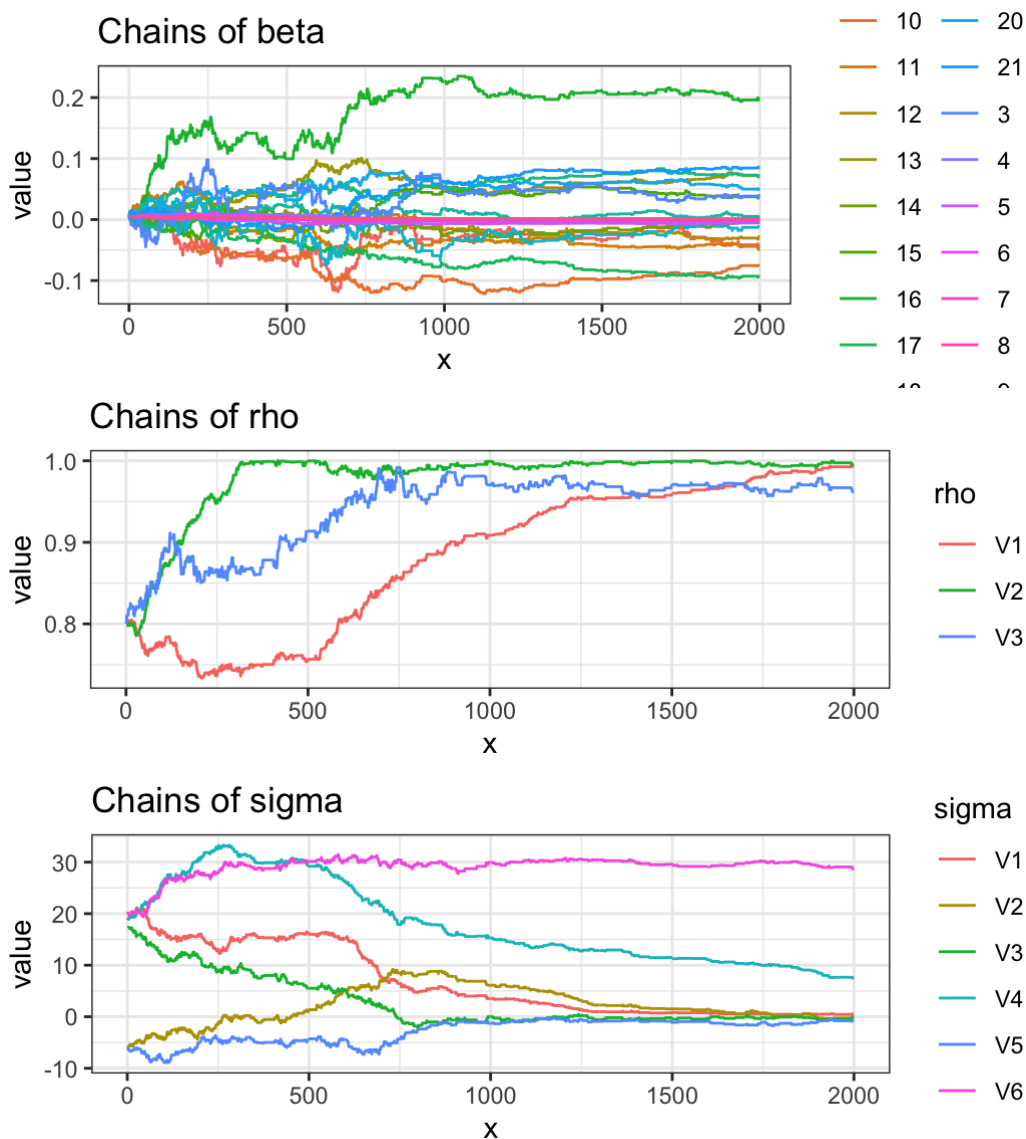 Chains of beta
value
0.2
0.1
0.0
-0.1
0 500 1000 1500 2000
x
10 20
11 21
12 3
13 4
14 5
15 6
16 7
17 8
Chains of rho
value
1.0
0.9
0.8
0 500 1000 1500 2000
x
rho
V1
V2
V3
Chains of sigma
value
30
20
10
0
-10
0 500 1000 1500 2000
x
sigma
V1
V2
V3
V4
V5
V6